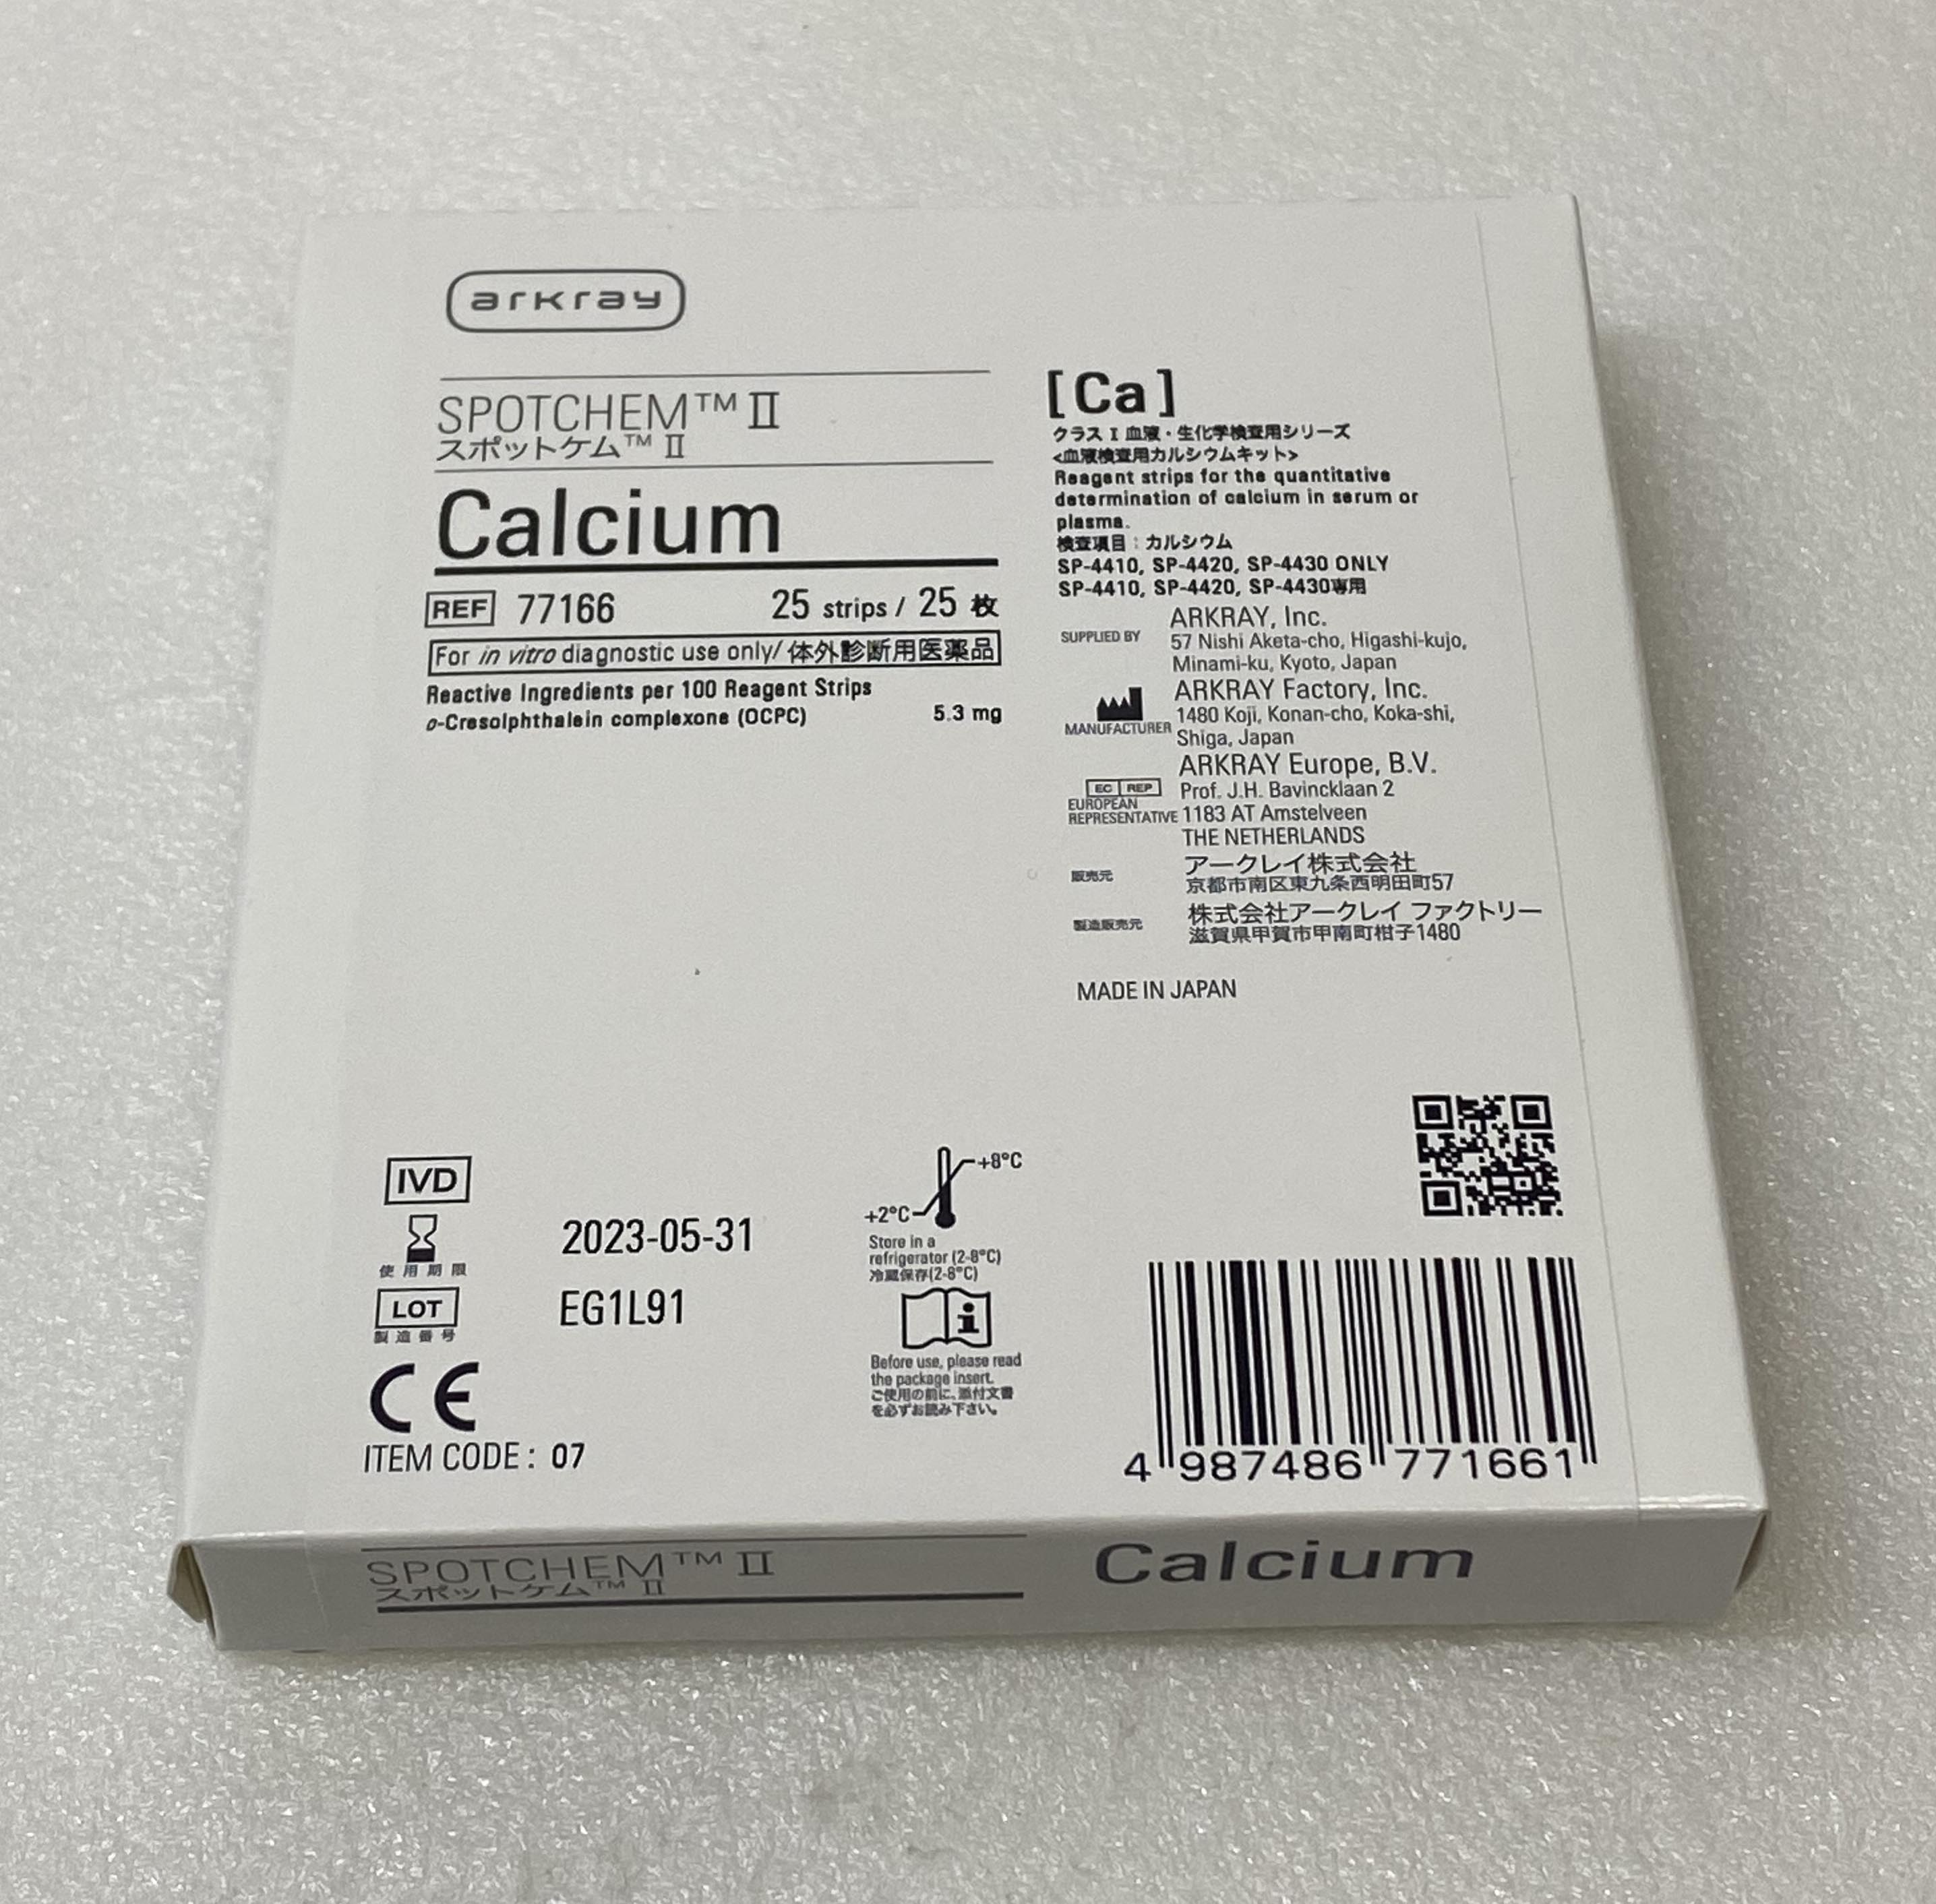 arkray
SPOTCHEM™ II
スポットケム™ II
Calcium
REF 77166 25 strips / 25 枚
For in vitro diagnostic use only/ 体外診断用医薬品
Reactive Ingredients per 100 Reagent Strips
o-Cresolphthalein complexone (OCPC) 5.3 mg
[Ca]
クラス I 血液・生化学検査用シリーズ
<血液検査用カルシウムキット>
Reagent strips for the quantitative
determination of calcium in serum or
plasma.
検査項目：カルシウム
SP-4410, SP-4420, SP-4430 ONLY
SP-4410, SP-4420, SP-4430専用
SUPPLIED BY ARKRAY, Inc.
57 Nishi Aketa-cho, Higashi-kujo,
Minami-ku, Kyoto, Japan
MANUFACTURER ARKRAY Factory, Inc.
1480 Koji, Konan-cho, Koka-shi,
Shiga, Japan
EC REP EUROPEAN REPRESENTATIVE ARKRAY Europe, B.V.
Prof. J.H. Bavincklaan 2
1183 AT Amstelveen
THE NETHERLANDS
販売元 アークレイ株式会社
京都市南区東九条西明田町57
製造販売元 株式会社アークレイ ファクトリー
滋賀県甲賀市甲南町柑子1480
MADE IN JAPAN
IVD
使用期限 2023-05-31
LOT EG1L91
製造番号
CE
ITEM CODE : 07
+8°C
+2°C
Store in a
refrigerator (2-8°C)
冷蔵保存(2-8°C)
i
Before use, please read
the package insert.
ご使用の前に、添付文書
を必ずお読み下さい。
4 987486 771661
SPOTCHEM™ II
スポットケム™ II
Calcium